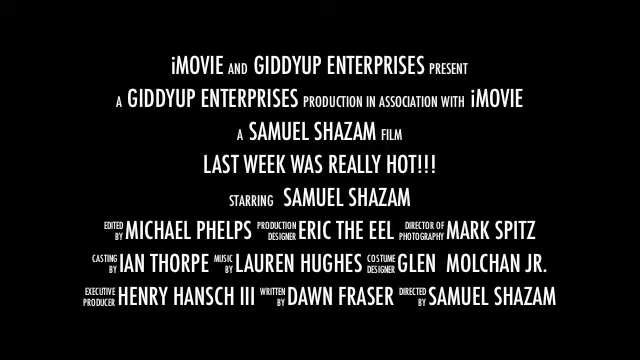 iMOVIE AND GIDDYUP ENTERPRISES PRESENT
A GIDDYUP ENTERPRISES PRODUCTION IN ASSOCIATION WITH iMOVIE
A SAMUEL SHAZAM FILM
LAST WEEK WAS REALLY HOT!!!
STARRING SAMUEL SHAZAM
EDITED BY MICHAEL PHELPS PRODUCTION DESIGNER ERIC THE EEL DIRECTOR OF PHOTOGRAPHY MARK SPITZ
CASTING BY IAN THORPE MUSIC BY LAUREN HUGHES COSTUME DESIGNER GLEN MOLCHAN JR.
EXECUTIVE PRODUCER HENRY HANSCH III WRITTEN BY DAWN FRASER DIRECTED BY SAMUEL SHAZAM